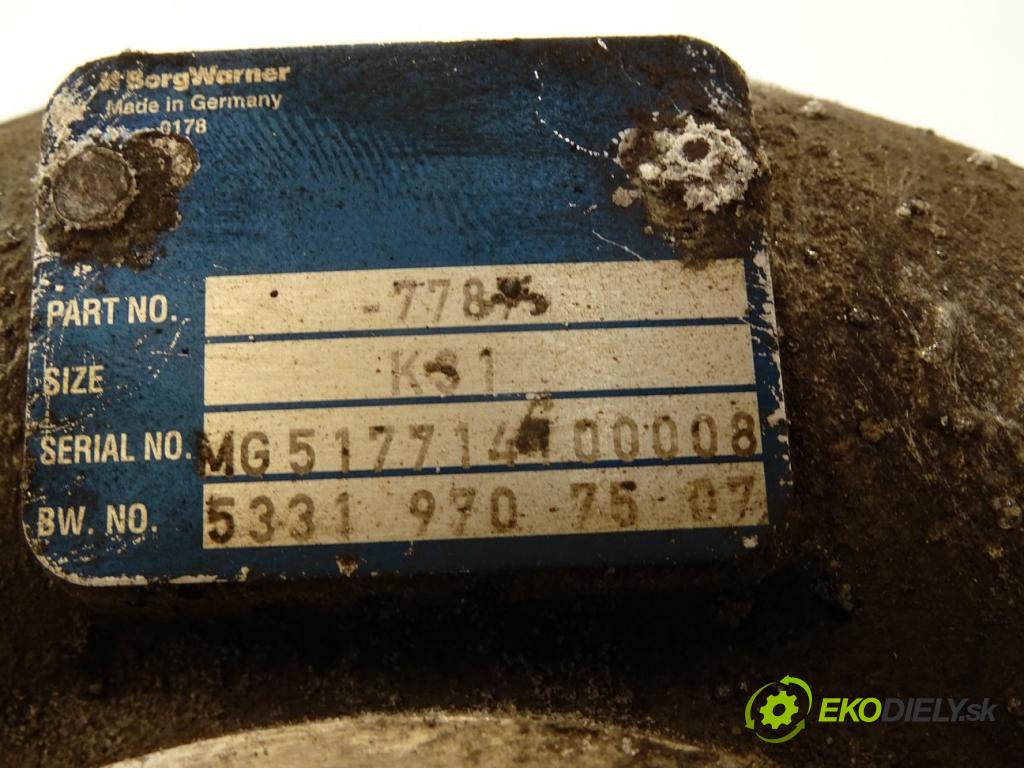 BorgWarner
Made in Germany
0178
PART NO.
SIZE K31
SERIAL NO.
BW. NO. 5331 970 75 07
EKODIELY.sk